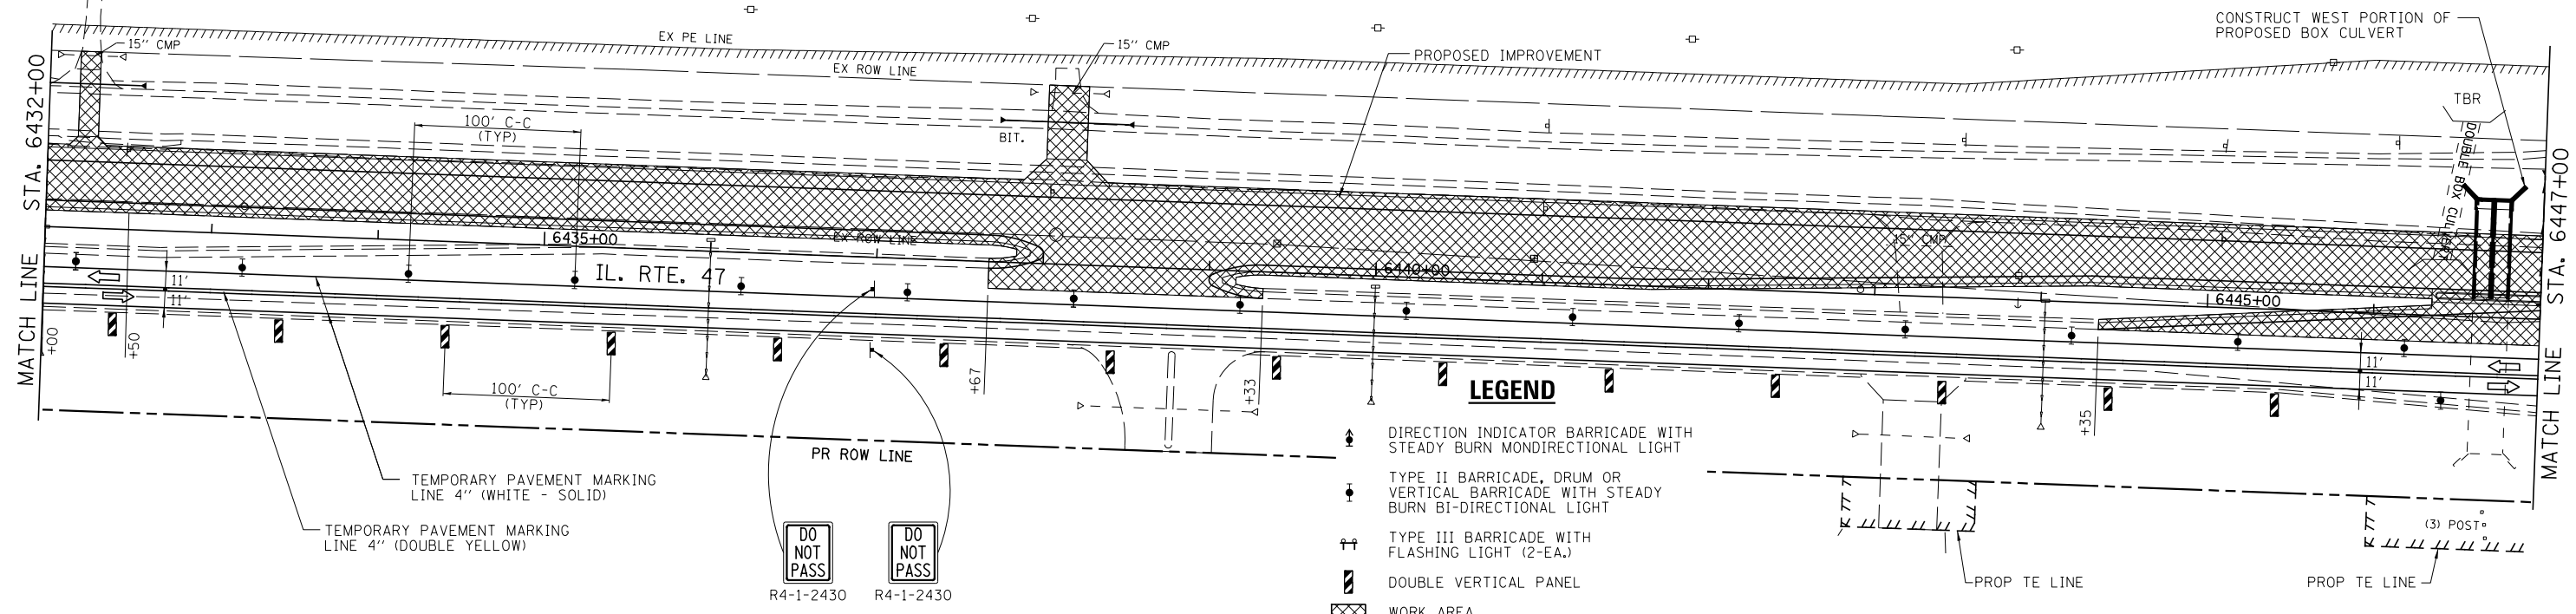 CONSTRUCT WEST PORTION OF
PROPOSED BOX CULVERT
15'' CMP
EX PE LINE
15'' CMP
PROPOSED IMPROVEMENT
EX ROW LINE
TBR
DOUBLE BOX CULVERT
100' C-C
(TYP)
BIT.
MATCH LINE STA. 6432+00
MATCH LINE STA. 6447+00
6435+00
EX ROW LINE
15'' CMP
IL. RTE. 47
6440+00
6445+00
11'
11'
+00
+50
+67
+33
+35
11'
11'
100' C-C
(TYP)
PR ROW LINE
TEMPORARY PAVEMENT MARKING
LINE 4'' (WHITE - SOLID)
TEMPORARY PAVEMENT MARKING
LINE 4'' (DOUBLE YELLOW)
DO
NOT
PASS
R4-1-2430
DO
NOT
PASS
R4-1-2430
LEGEND
DIRECTION INDICATOR BARRICADE WITH
STEADY BURN MONDIRECTIONAL LIGHT
TYPE II BARRICADE, DRUM OR
VERTICAL BARRICADE WITH STEADY
BURN BI-DIRECTIONAL LIGHT
TYPE III BARRICADE WITH
FLASHING LIGHT (2-EA.)
DOUBLE VERTICAL PANEL
WORK AREA
(3) POST
PROP TE LINE
PROP TE LINE